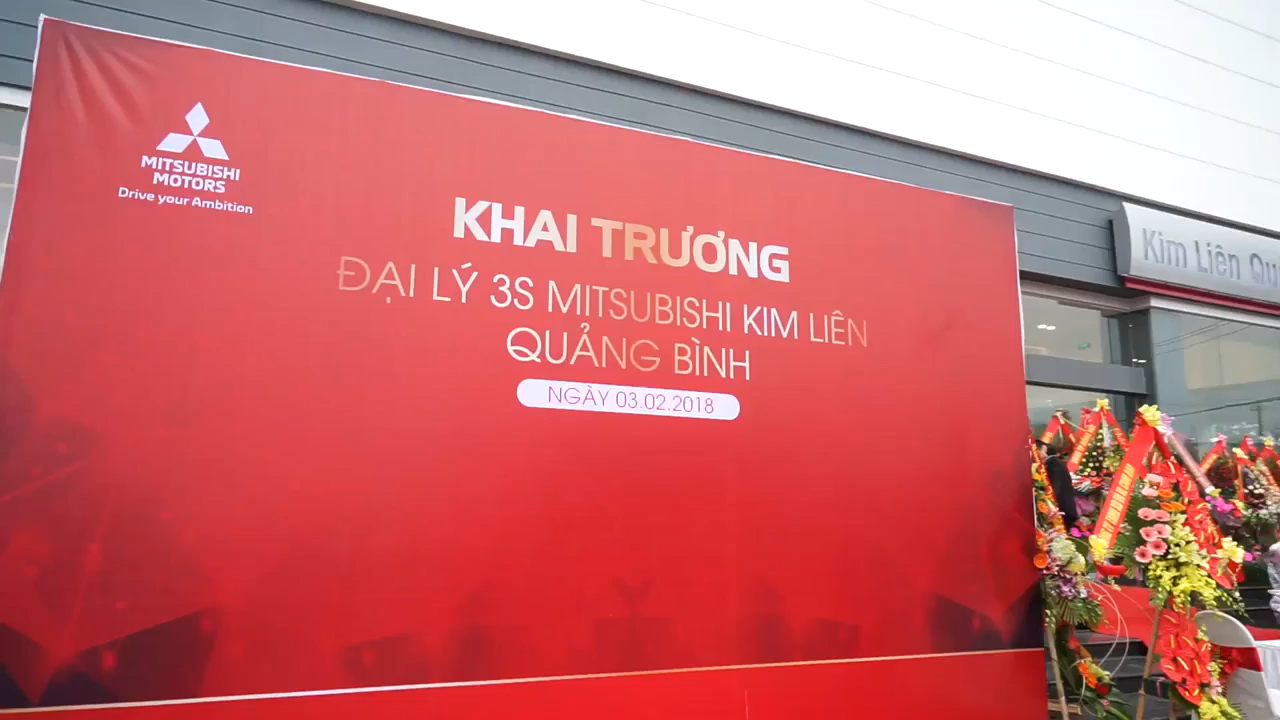 MITSUBISHI
MOTORS
Drive your Ambition
KHAI TRƯƠNG
ĐẠI LÝ 3S MITSUBISHI KIM LIÊN
QUẢNG BÌNH
NGÀY 03.02.2018
Kim Liên